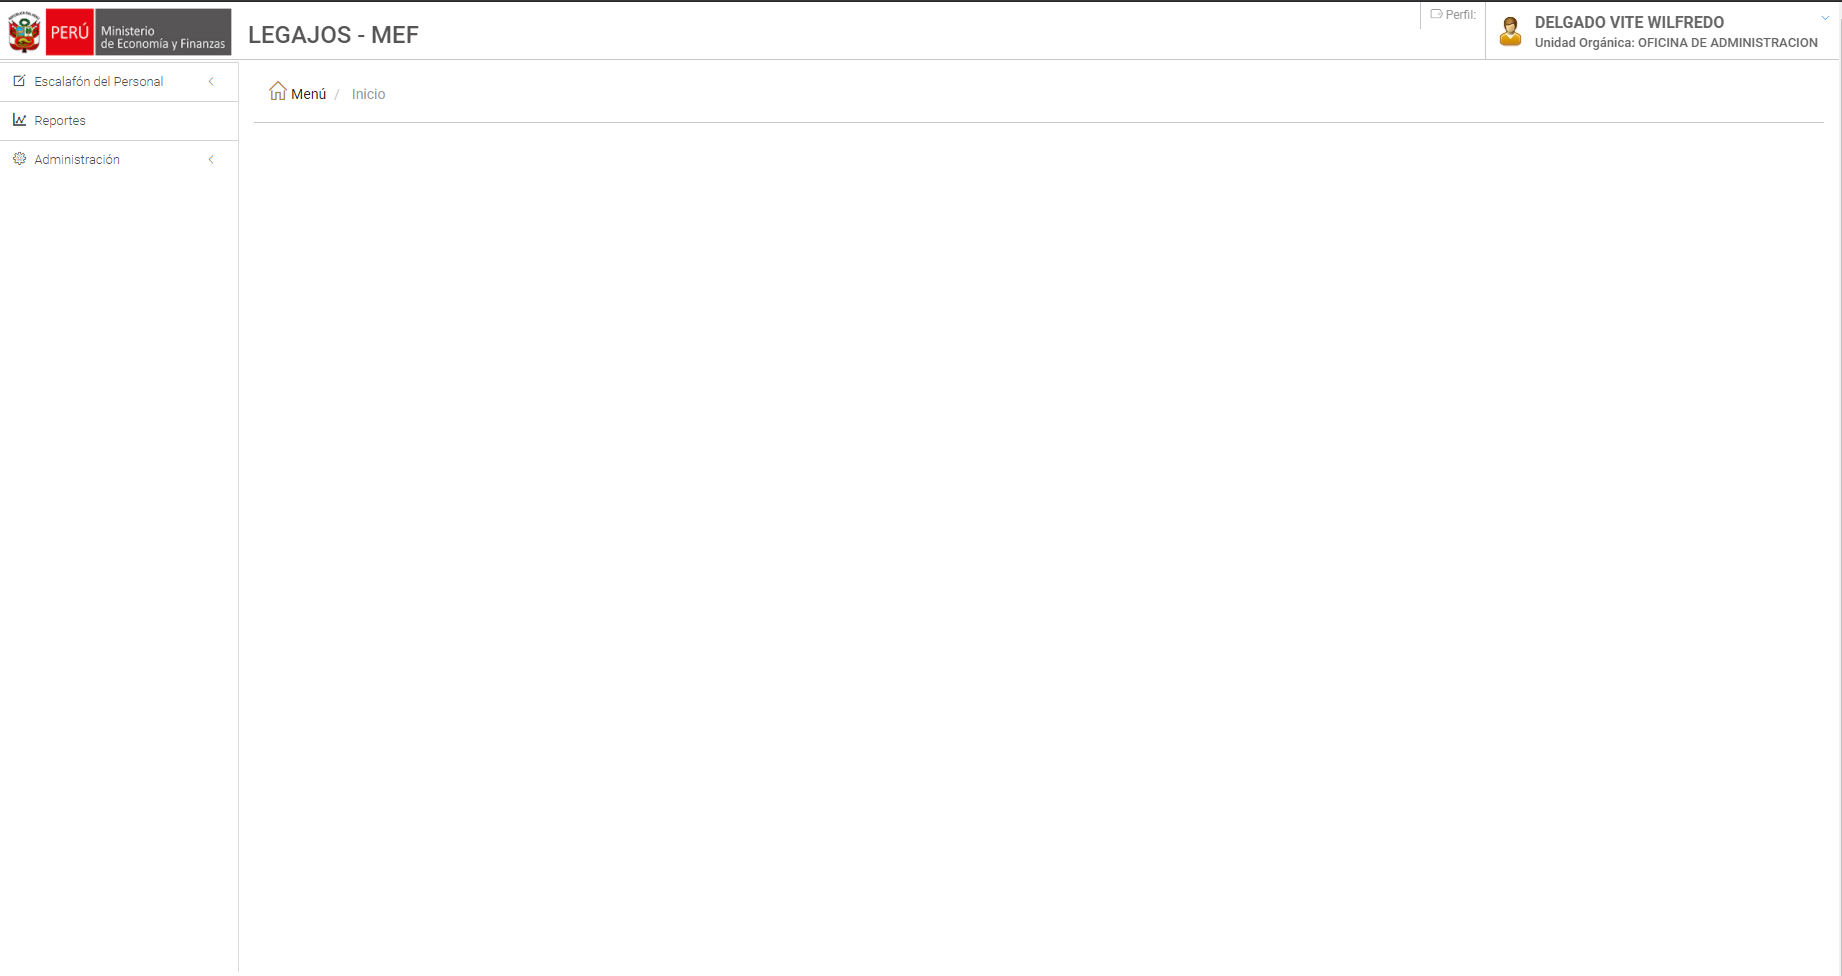 PERÚ
Ministerio
de Economía y Finanzas
LEGAJOS - MEF
Perfil:
DELGADO VITE WILFREDO
Unidad Orgánica: OFICINA DE ADMINISTRACION
Escalafón del Personal
Reportes
Administración
Menú / Inicio